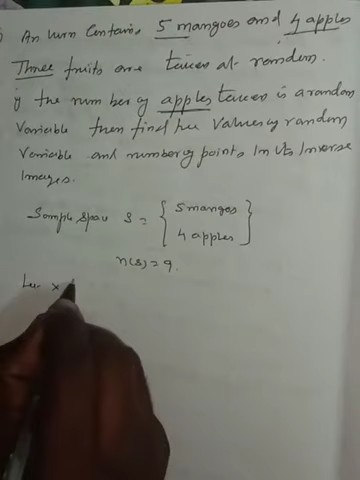 An Urn Contains 5 mangoes and 4 apples
Three fruits are taken at random.
If the number of apples taken is a random
Variable then find the Values of random
Variable and number of points In Its Inverse
Images.
Sample space S = { 5 mangos
4 apples }
n(s) = 9.
Let X